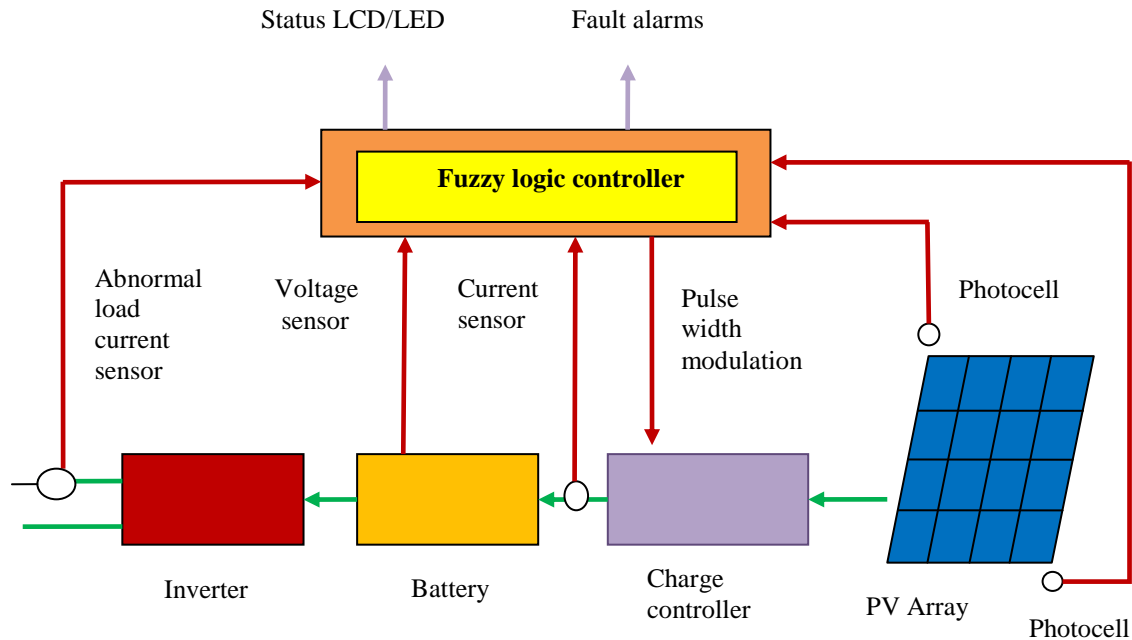 Status LCD/LED
Fault alarms
Fuzzy logic controller
Abnormal
load
current
sensor
Voltage
sensor
Current
sensor
Pulse
width
modulation
Photocell
Inverter
Battery
Charge
controller
PV Array
Photocell